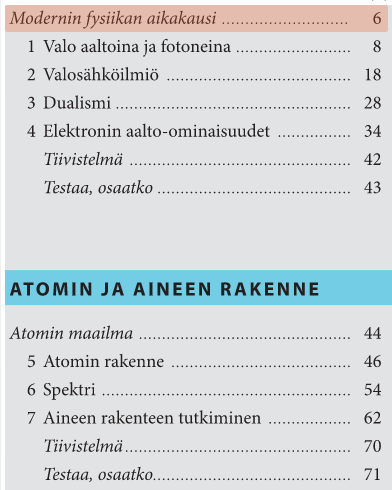 Modernin fysiikan aikakausi ........................ 6
1 Valo aaltoina ja fotoneina ...................... 8
2 Valosähköilmiö ................................... 18
3 Dualismi ............................................. 28
4 Elektronin aalto-ominaisuudet .............. 34
Tiivistelmä .......................................... 42
Testaa, osaatko ..................................... 43
ATOMIN JA AINEEN RAKENNE
Atomin maailma ........................................ 44
5 Atomin rakenne .................................. 46
6 Spektri ............................................... 54
7 Aineen rakenteen tutkiminen ................ 62
Tiivistelmä........................................... 70
Testaa, osaatko...................................... 71